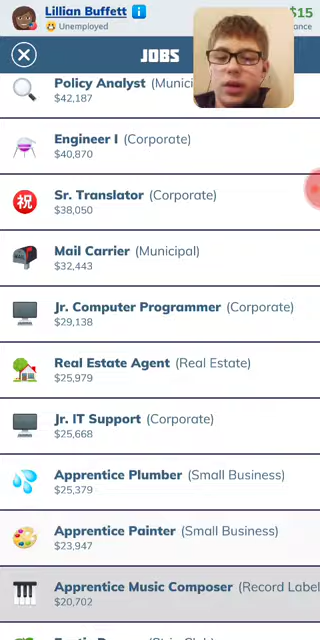 Lillian Buffett i $15
Unemployed ance
JOBS
Policy Analyst (Munici
$42,187
Engineer I (Corporate)
$40,870
祝 Sr. Translator (Corporate)
$38,050
MAIL Mail Carrier (Municipal)
$32,443
Jr. Computer Programmer (Corporate)
$29,138
Real Estate Agent (Real Estate)
$25,979
Jr. IT Support (Corporate)
$25,668
Apprentice Plumber (Small Business)
$25,379
Apprentice Painter (Small Business)
$23,947
Apprentice Music Composer (Record Label
$20,702